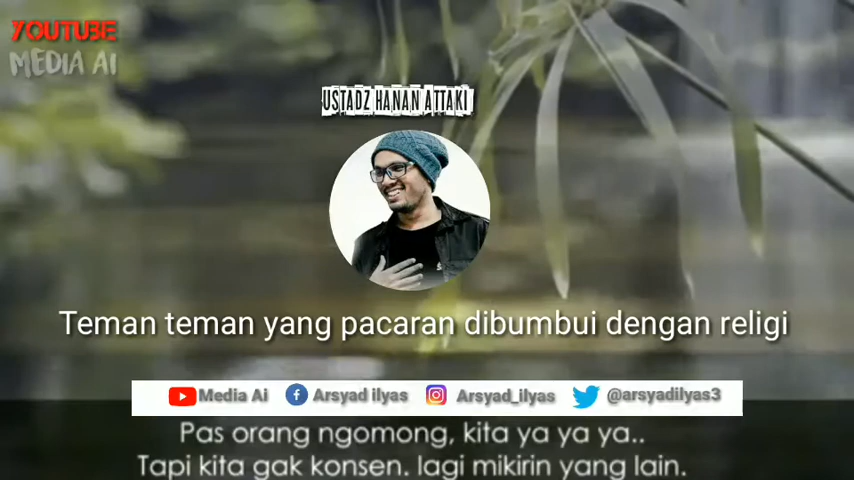 YOUTUBE
MEDIA AI
USTADZ HANAN ATTAKI
Teman teman yang pacaran dibumbui dengan religi
Media Ai Arsyad ilyas Arsyad_ilyas @arsyadilyas3
Pas orang ngomong, kita ya ya ya..
Tapi kita gak konsen. lagi mikirin yang lain.